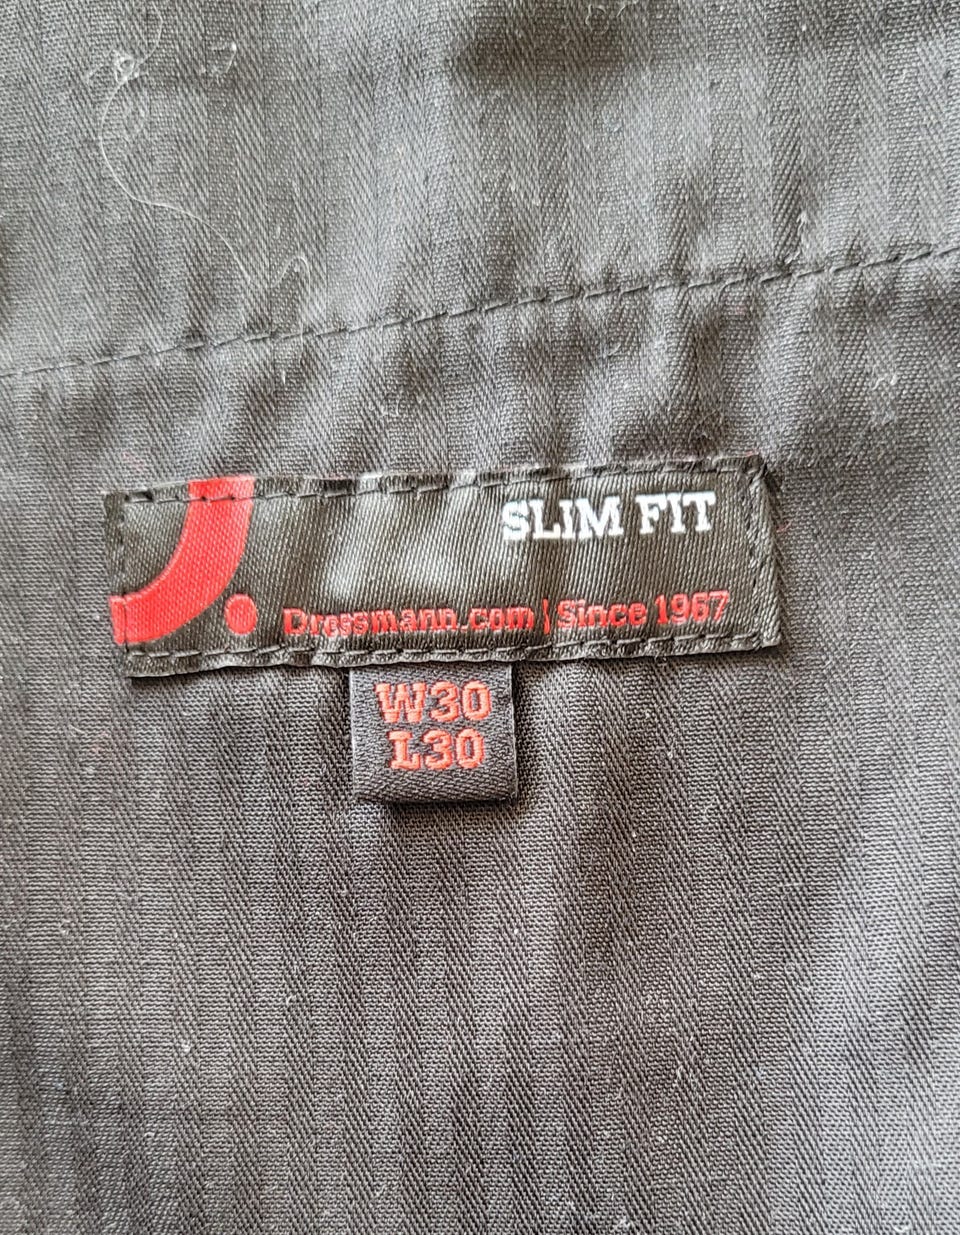 SLIM FIT
Dressmann.com | Since 1967
W30
L30